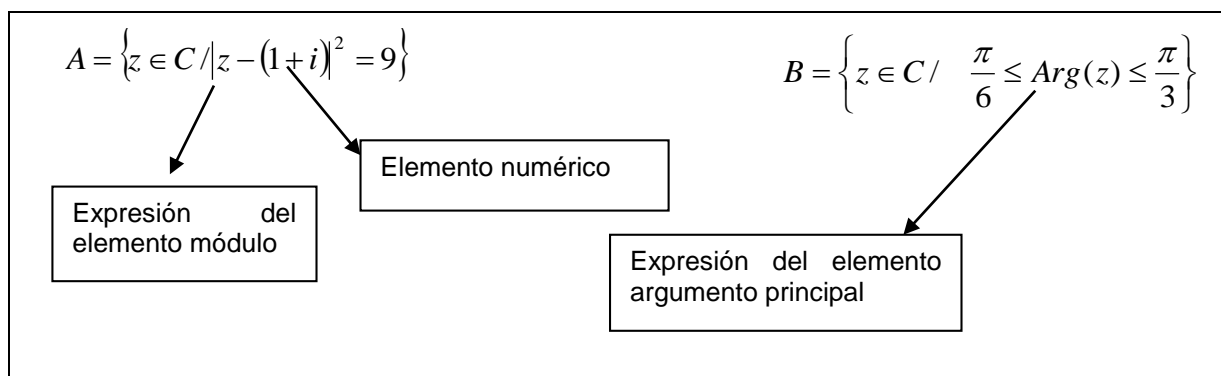 A = {z ∈ C /|z − (1 + i)|² = 9}
B = {z ∈ C / π/6 ≤ Arg(z) ≤ π/3}
Elemento numérico
Expresión del
elemento módulo
Expresión del elemento
argumento principal